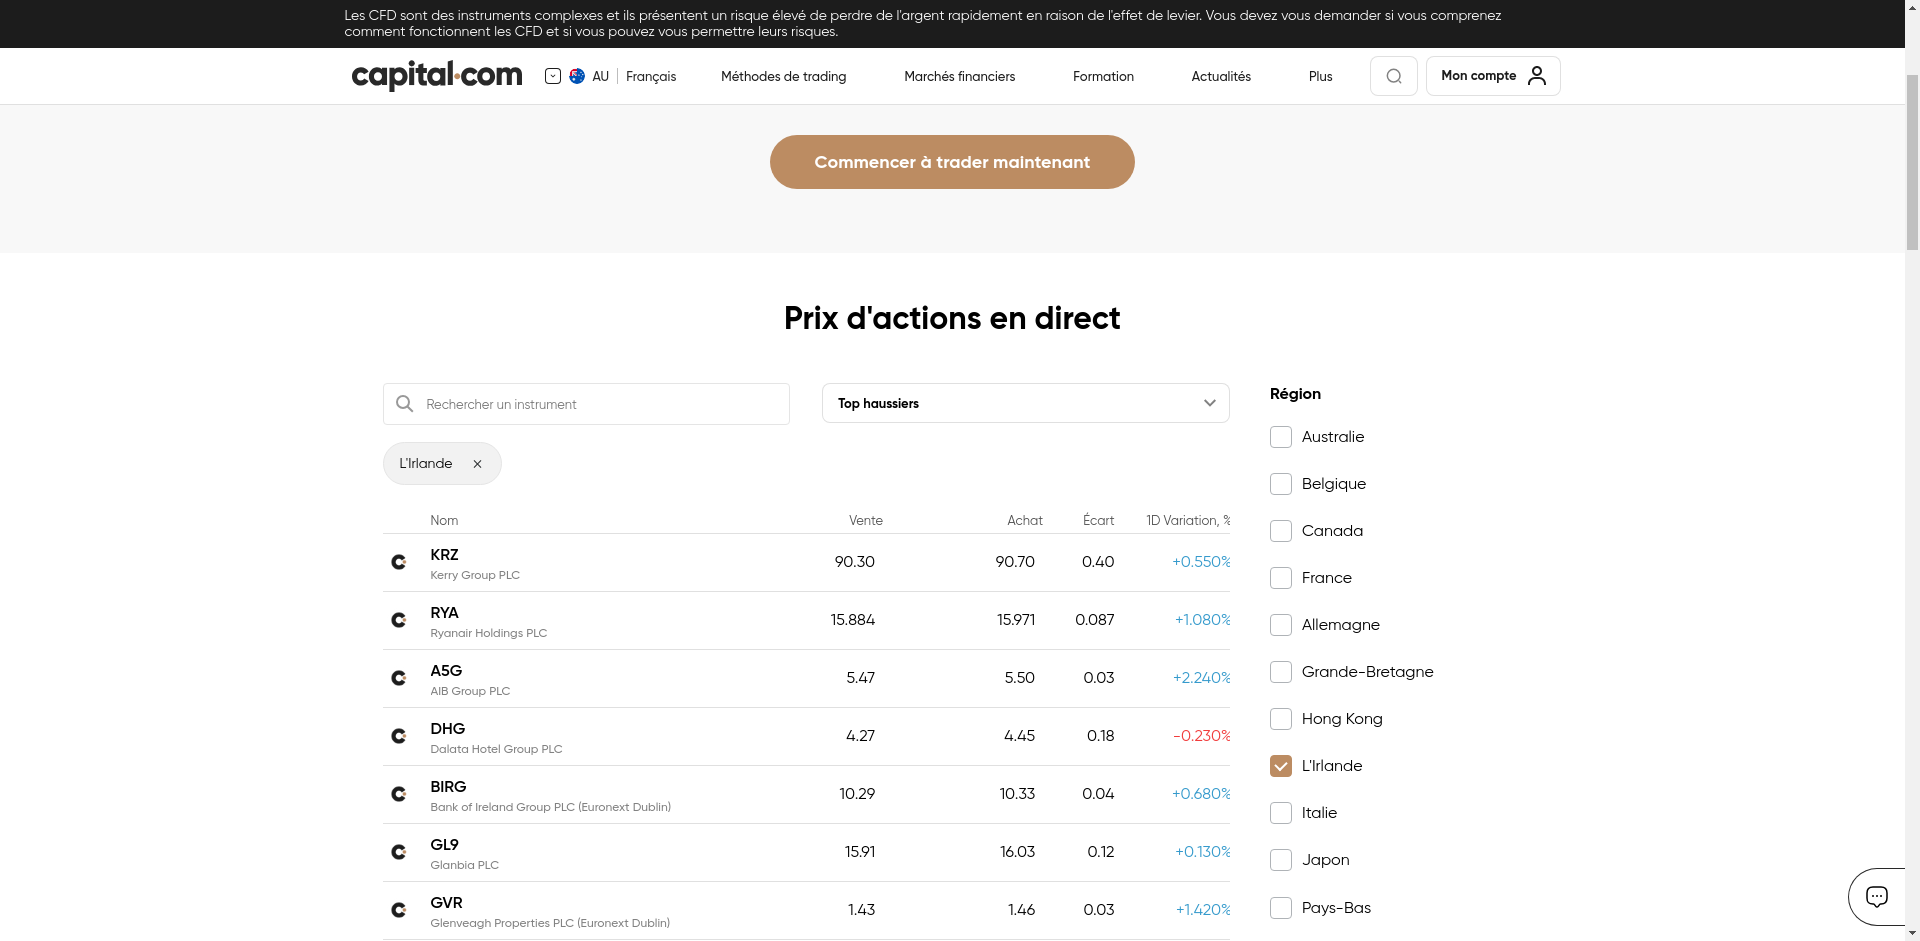 Les CFD sont des instruments complexes et ils présentent un risque élevé de perdre de l'argent rapidement en raison de l'effet de levier. Vous devez vous demander si vous comprenez
comment fonctionnent les CFD et si vous pouvez vous permettre leurs risques.
capital.com AU Français Méthodes de trading Marchés financiers Formation Actualités Plus Mon compte
Commencer à trader maintenant
Prix d'actions en direct
Rechercher un instrument
Top haussiers
L'Irlande ×
Nom Vente Achat Écart 1D Variation, %
KRZ 90.30 90.70 0.40 +0.550%
Kerry Group PLC
RYA 15.884 15.971 0.087 +1.080%
Ryanair Holdings PLC
A5G 5.47 5.50 0.03 +2.240%
AIB Group PLC
DHG 4.27 4.45 0.18 -0.230%
Dalata Hotel Group PLC
BIRG 10.29 10.33 0.04 +0.680%
Bank of Ireland Group PLC (Euronext Dublin)
GL9 15.91 16.03 0.12 +0.130%
Glanbia PLC
GVR 1.43 1.46 0.03 +1.420%
Glenveagh Properties PLC (Euronext Dublin)
Région
Australie
Belgique
Canada
France
Allemagne
Grande-Bretagne
Hong Kong
L'Irlande
Italie
Japon
Pays-Bas